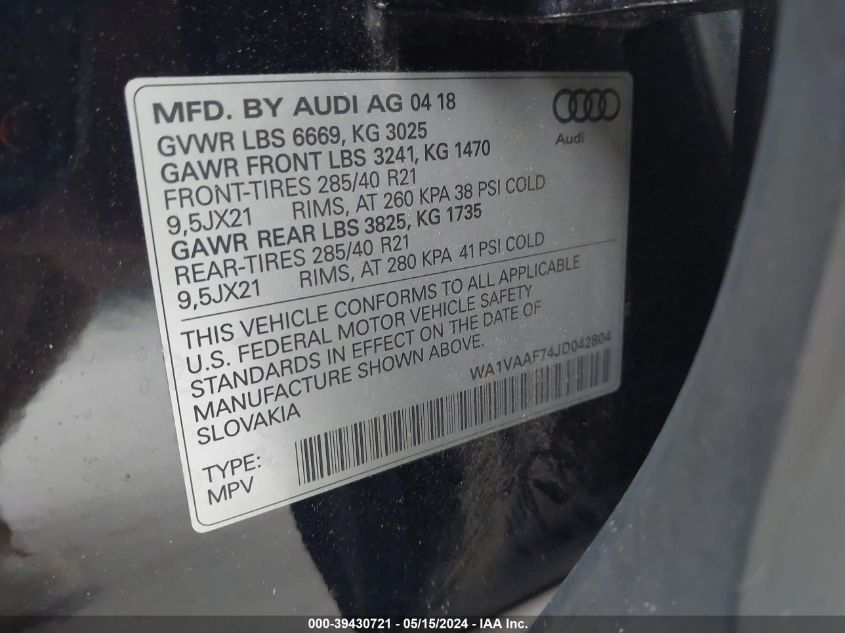 MFD. BY AUDI AG 04 18
Audi
GVWR LBS 6669, KG 3025
GAWR FRONT LBS 3241, KG 1470
FRONT-TIRES 285/40 R21
9,5JX21 RIMS, AT 260 KPA 38 PSI COLD
GAWR REAR LBS 3825, KG 1735
REAR-TIRES 285/40 R21
9,5JX21 RIMS, AT 280 KPA 41 PSI COLD
THIS VEHICLE CONFORMS TO ALL APPLICABLE
U.S. FEDERAL MOTOR VEHICLE SAFETY
STANDARDS IN EFFECT ON THE DATE OF
MANUFACTURE SHOWN ABOVE.
SLOVAKIA
WA1VAAF74JD042804
TYPE:
MPV
000-39430721 - 05/15/2024 - IAA Inc.